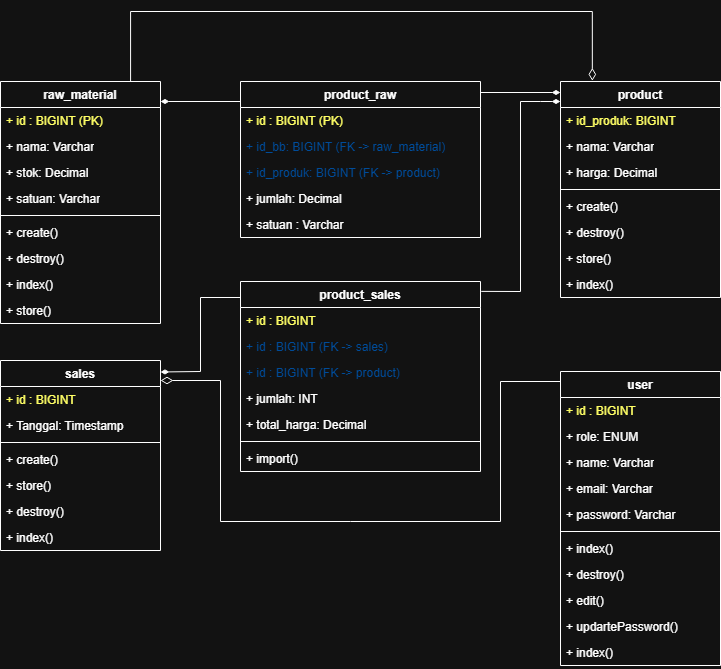 raw_material
+ id : BIGINT (PK)
+ nama: Varchar
+ stok: Decimal
+ satuan: Varchar
+ create()
+ destroy()
+ index()
+ store()
product_raw
+ id : BIGINT (PK)
+ id_bb: BIGINT (FK -> raw_material)
+ id_produk: BIGINT (FK -> product)
+ jumlah: Decimal
+ satuan : Varchar
product
+ id_produk: BIGINT
+ nama: Varchar
+ harga: Decimal
+ create()
+ destroy()
+ store()
+ index()
product_sales
+ id : BIGINT
+ id : BIGINT (FK -> sales)
+ id : BIGINT (FK -> product)
+ jumlah: INT
+ total_harga: Decimal
+ import()
sales
+ id : BIGINT
+ Tanggal: Timestamp
+ create()
+ store()
+ destroy()
+ index()
user
+ id : BIGINT
+ role: ENUM
+ name: Varchar
+ email: Varchar
+ password: Varchar
+ index()
+ destroy()
+ edit()
+ updartePassword()
+ index()